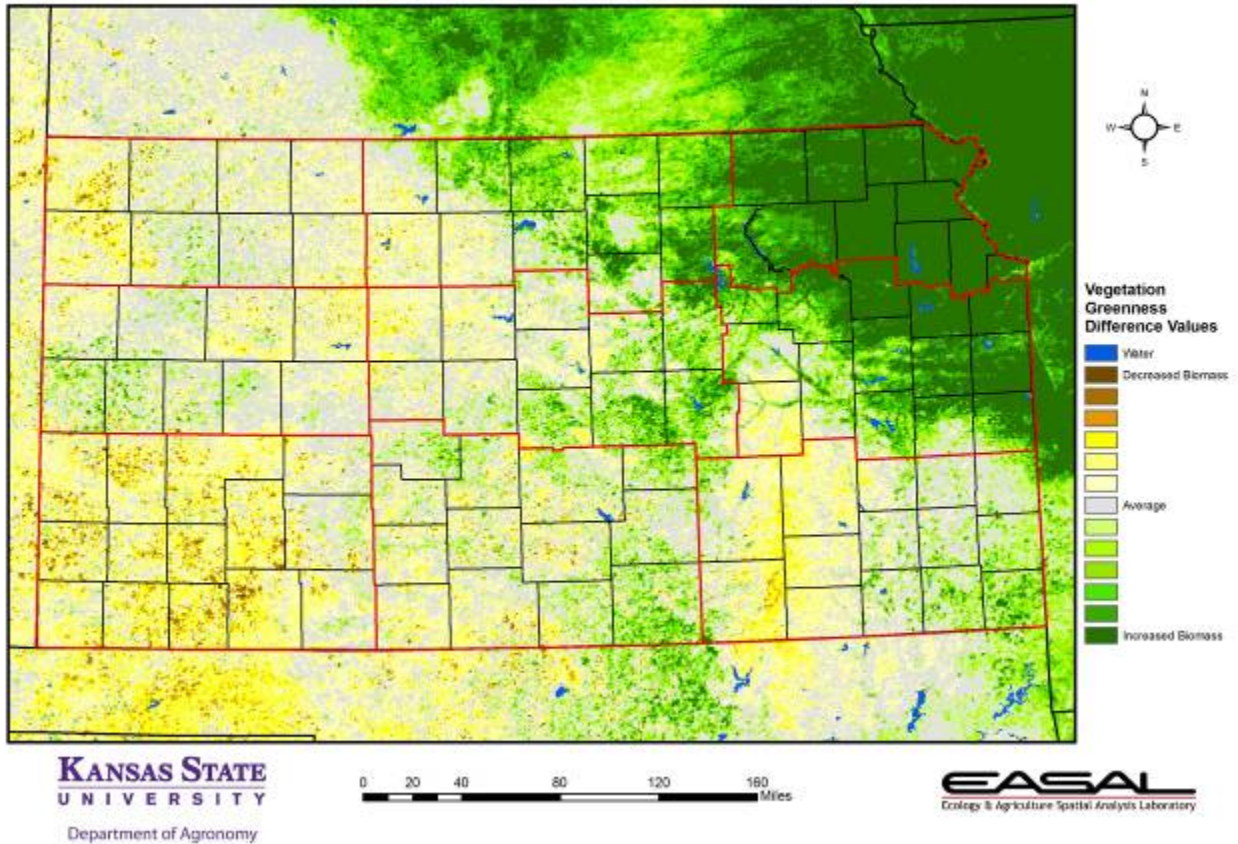 N
W E
S
Vegetation
Greenness
Difference Values
Water
Decreased Biomass
Average
Increased Biomass
KANSAS STATE
UNIVERSITY
Department of Agronomy
0 20 40 80 120 160
Miles
EASAL
Ecology & Agriculture Spatial Analysis Laboratory